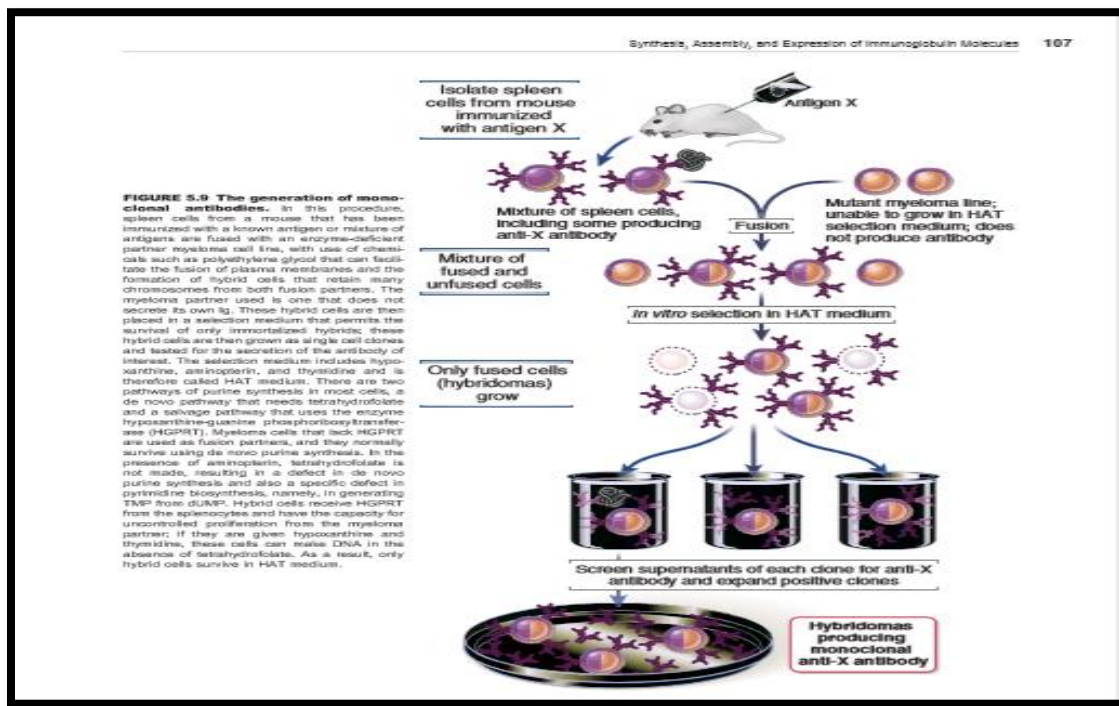 Synthesis, Assembly, and Expression of Immunoglobulin Molecules 107
Isolate spleen
cells from mouse
immunized
with antigen X
Antigen X
Mixture of spleen cells,
including some producing
anti-X antibody
Fusion
Mutant myeloma line;
unable to grow in HAT
selection medium; does
not produce antibody
Mixture of
fused and
unfused cells
In vitro selection in HAT medium
Only fused cells
(hybridomas)
grow
Screen supernatants of each clone for anti-X
antibody and expand positive clones
Hybridomas
producing
monoclonal
anti-X antibody
FIGURE 5.9 The generation of mono-
clonal antibodies. In this procedure,
spleen cells from a mouse that has been
immunized with a known antigen or mixture of
antigens are fused with an enzyme-deficient
partner myeloma cell line, with use of chemi-
cals such as polyethylene glycol that can facili-
tate the fusion of plasma membranes and the
formation of hybrid cells that retain many
chromosomes from both fusion partners. The
myeloma partner used is one that does not
secrete its own Ig. These hybrid cells are then
placed in a selection medium that permits the
survival of only immortalized hybrids; these
hybrid cells are then grown as single cell clones
and tested for the secretion of the antibody of
interest. The selection medium includes hypo-
xanthine, aminopterin, and thymidine and is
therefore called HAT medium. There are two
pathways of purine synthesis in most cells, a
de novo pathway that needs tetrahydrofolate
and a salvage pathway that uses the enzyme
hypoxanthine-guanine phosphoribosyltransfer-
ase (HGPRT). Myeloma cells that lack HGPRT
are used as fusion partners, and they normally
survive using de novo purine synthesis. In the
presence of aminopterin, tetrahydrofolate is
not made, resulting in a defect in de novo
purine synthesis and also a specific defect in
pyrimidine biosynthesis, namely, in generating
TMP from dUMP. Hybrid cells receive HGPRT
from the splenocytes and have the capacity for
uncontrolled proliferation from the myeloma
partner; if they are given hypoxanthine and
thymidine, these cells can make DNA in the
absence of tetrahydrofolate. As a result, only
hybrid cells survive in HAT medium.